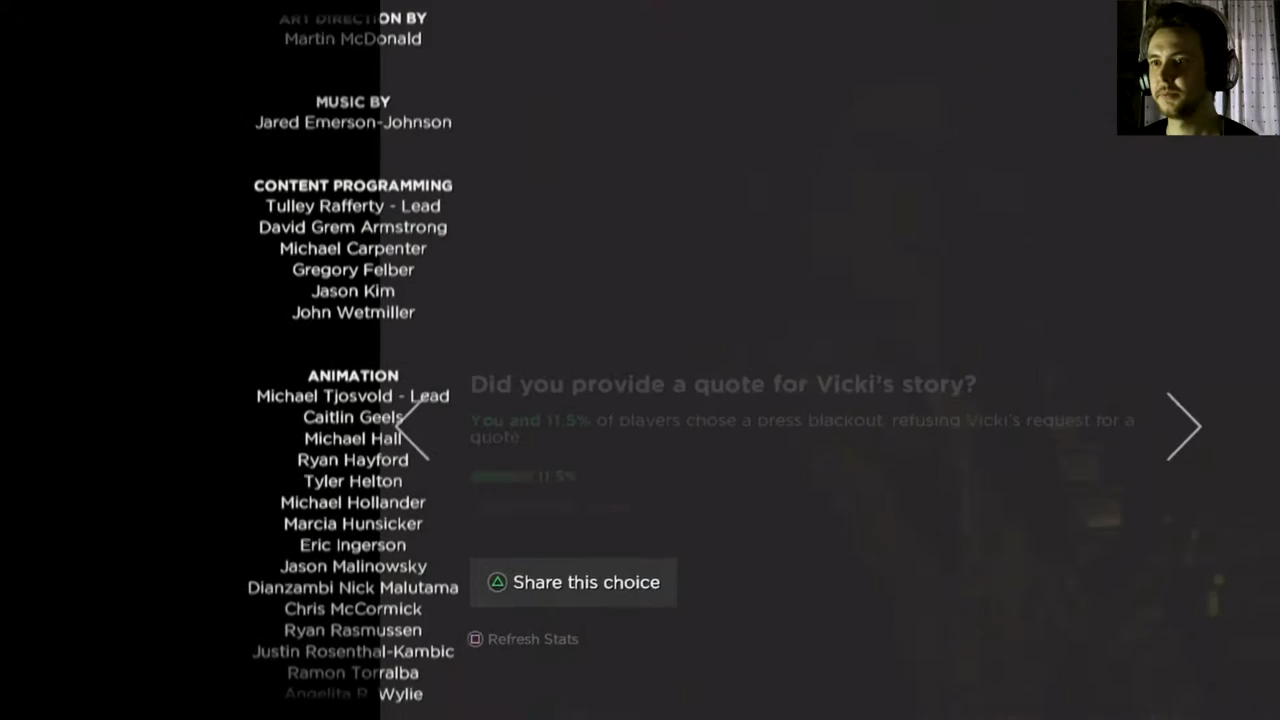 ART DIRECTION BY
Martin McDonald
MUSIC BY
Jared Emerson-Johnson
CONTENT PROGRAMMING
Tulley Rafferty - Lead
David Grem Armstrong
Michael Carpenter
Gregory Felber
Jason Kim
John Wetmiller
ANIMATION
Michael Tjosvold - Lead
Caitlin Geels
Michael Hall
Ryan Hayford
Tyler Helton
Michael Hollander
Marcia Hunsicker
Eric Ingerson
Jason Malinowsky
Dianzambi Nick Malutama
Chris McCormick
Ryan Rasmussen
Justin Rosenthal-Kambic
Ramon Torralba
Angelita R. Wylie
Did you provide a quote for Vicki's story?
You and 11.5% of players chose a press blackout, refusing Vicki's request for a
quote
11.5%
Share this choice
Refresh Stats